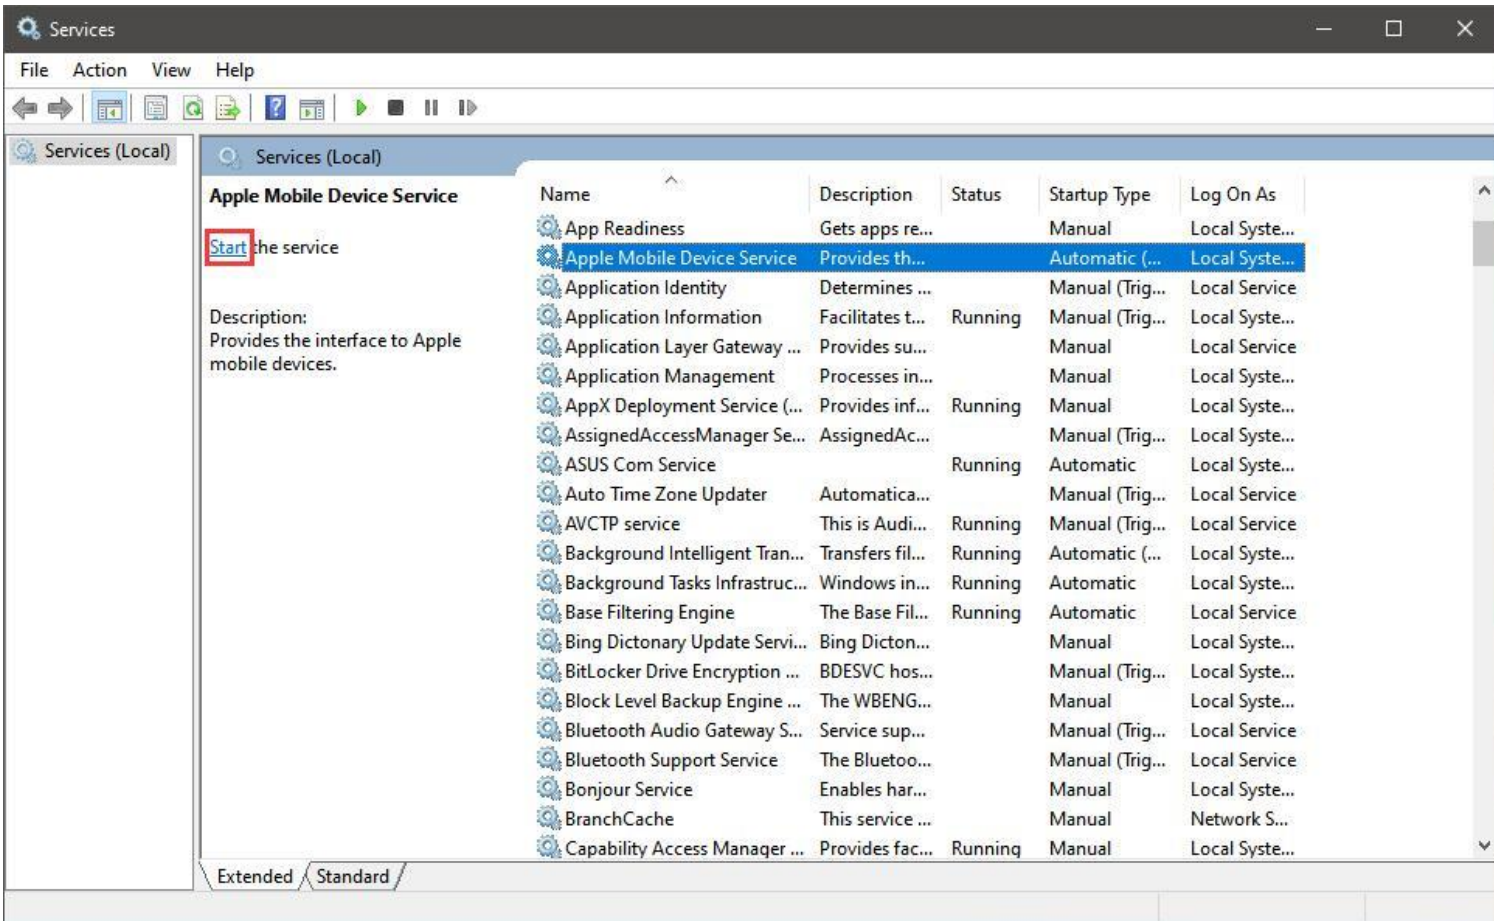 Services
File Action View Help
Services (Local)
Services (Local)
Apple Mobile Device Service
Start the service
Description:
Provides the interface to Apple
mobile devices.
Name Description Status Startup Type Log On As
App Readiness Gets apps re... Manual Local Syste...
Apple Mobile Device Service Provides th... Automatic (... Local Syste...
Application Identity Determines ... Manual (Trig... Local Service
Application Information Facilitates t... Running Manual (Trig... Local Syste...
Application Layer Gateway ... Provides su... Manual Local Service
Application Management Processes in... Manual Local Syste...
AppX Deployment Service (... Provides inf... Running Manual Local Syste...
AssignedAccessManager Se... AssignedAc... Manual (Trig... Local Syste...
ASUS Com Service Running Automatic Local Syste...
Auto Time Zone Updater Automatica... Manual (Trig... Local Service
AVCTP service This is Audi... Running Manual (Trig... Local Service
Background Intelligent Tran... Transfers fil... Running Automatic (... Local Syste...
Background Tasks Infrastruc... Windows in... Running Automatic Local Syste...
Base Filtering Engine The Base Fil... Running Automatic Local Service
Bing Dictonary Update Servi... Bing Dicton... Manual Local Syste...
BitLocker Drive Encryption ... BDESVC hos... Manual (Trig... Local Syste...
Block Level Backup Engine ... The WBENG... Manual Local Syste...
Bluetooth Audio Gateway S... Service sup... Manual (Trig... Local Service
Bluetooth Support Service The Bluetoo... Manual (Trig... Local Service
Bonjour Service Enables har... Manual Local Syste...
BranchCache This service ... Manual Network S...
Capability Access Manager ... Provides fac... Running Manual Local Syste...
Extended Standard